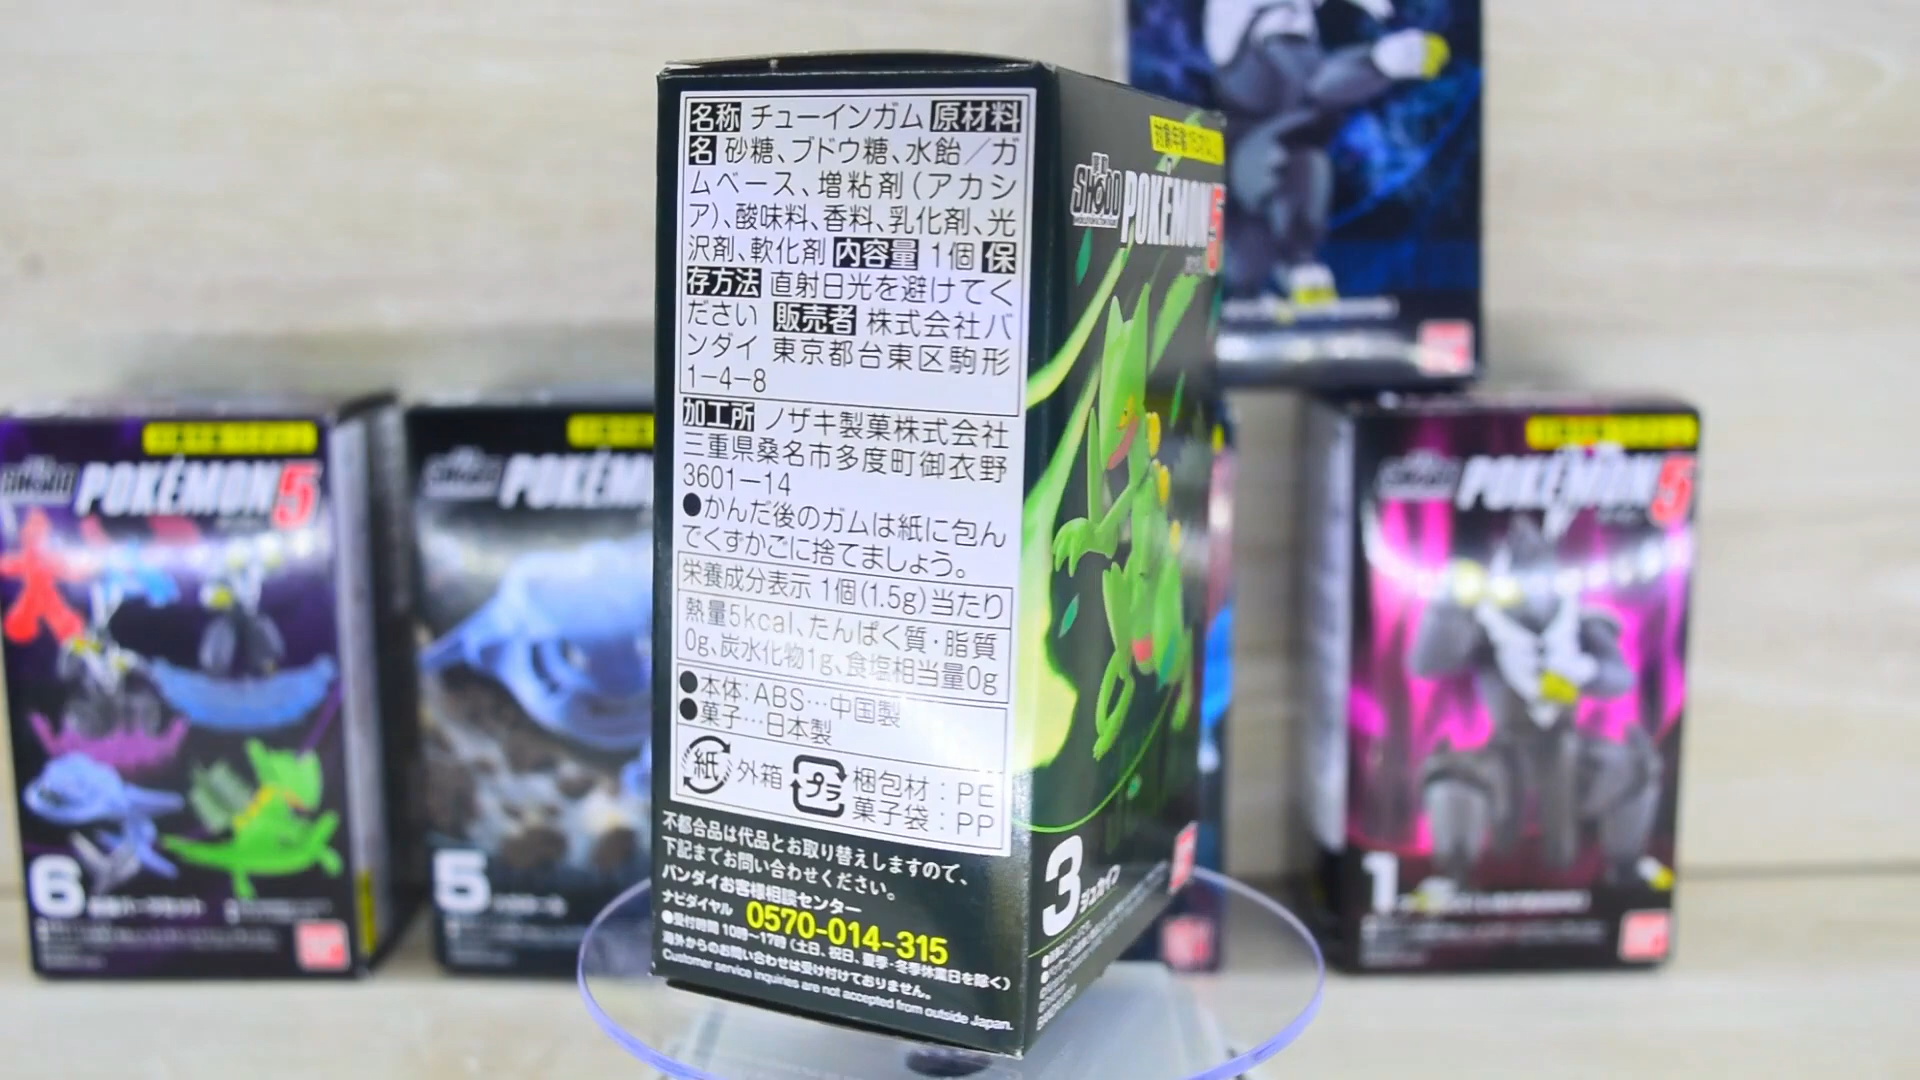 名称 チューインガム 原材料
名 砂糖、ブドウ糖、水飴／ガ
ムベース、増粘剤(アカシ
ア)、酸味料、香料、乳化剤、光
沢剤、軟化剤 内容量 1個 保
存方法 直射日光を避けてく
ださい 販売者 株式会社バ
ンダイ 東京都台東区駒形
1-4-8
加工所 ノザキ製菓株式会社
三重県桑名市多度町御衣野
3601-14
●かんだ後のガムは紙に包ん
でくずかごに捨てましょう。
栄養成分表示 1個(1.5g)当たり
熱量5kcal、たんぱく質・脂質
0g、炭水化物1g、食塩相当量0g
●本体:ABS…中国製
●菓子…日本製
紙 外箱 プラ 梱包材:PE
菓子袋:PP
不都合品は代品とお取り替えしますので、
下記までお問い合わせください。
バンダイお客様相談センター
ナビダイヤル 0570-014-315
●受付時間 10時〜17時(土日、祝日、夏季・冬季休業日を除く)
海外からのお問い合わせは受け付けておりません。
Customer service inquiries are not accepted from outside Japan.
SHODO POKÉMON 5
3 ジュカイン
POKÉMON 5
6
POKÉM
5
POKÉMON 5
1